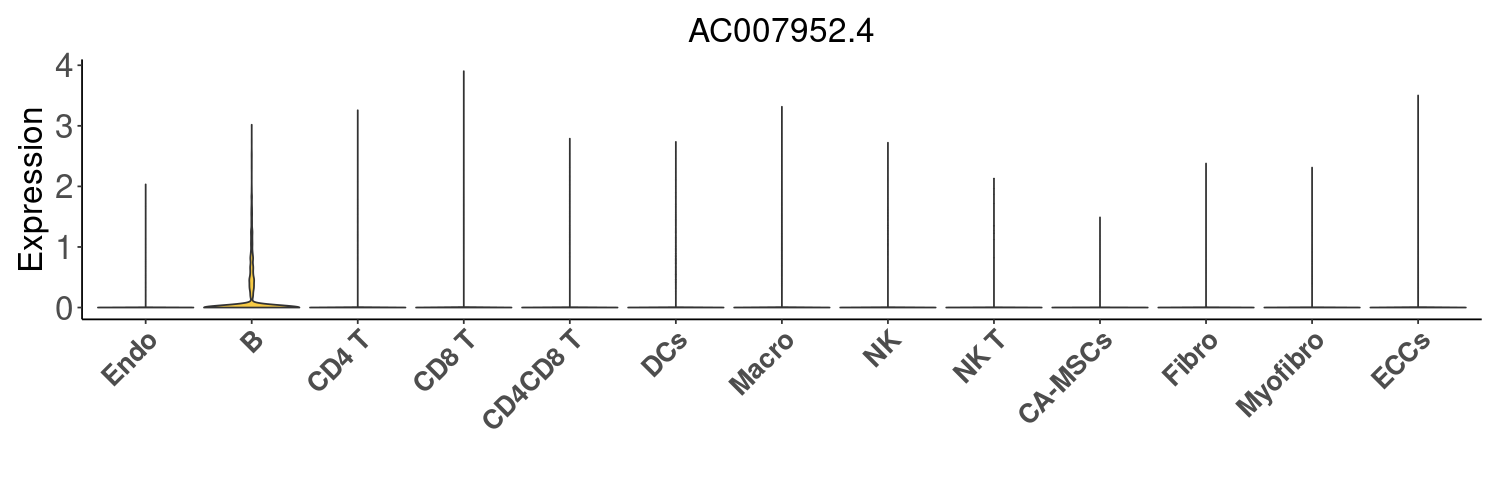 AC007952.4
Expression
4
3
2
1
0
Endo
B
CD4 T
CD8 T
CD4CD8 T
DCs
Macro
NK
NK T
CA-MSCs
Fibro
Myofibro
ECCs